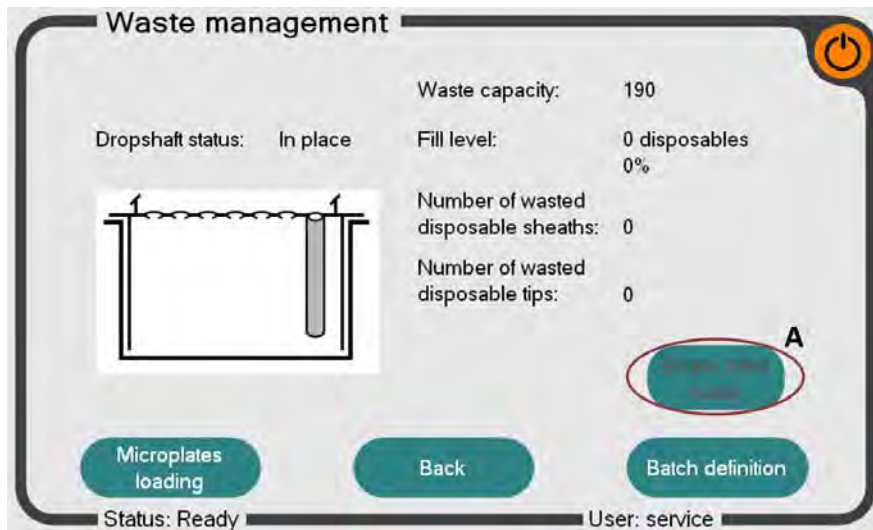 Waste management
Waste capacity: 190
Dropshaft status: In place
Fill level: 0 disposables
0%
Number of wasted
disposable sheaths: 0
Number of wasted
disposable tips: 0
A
Microplates
loading
Back
Batch definition
Status: Ready
User: service